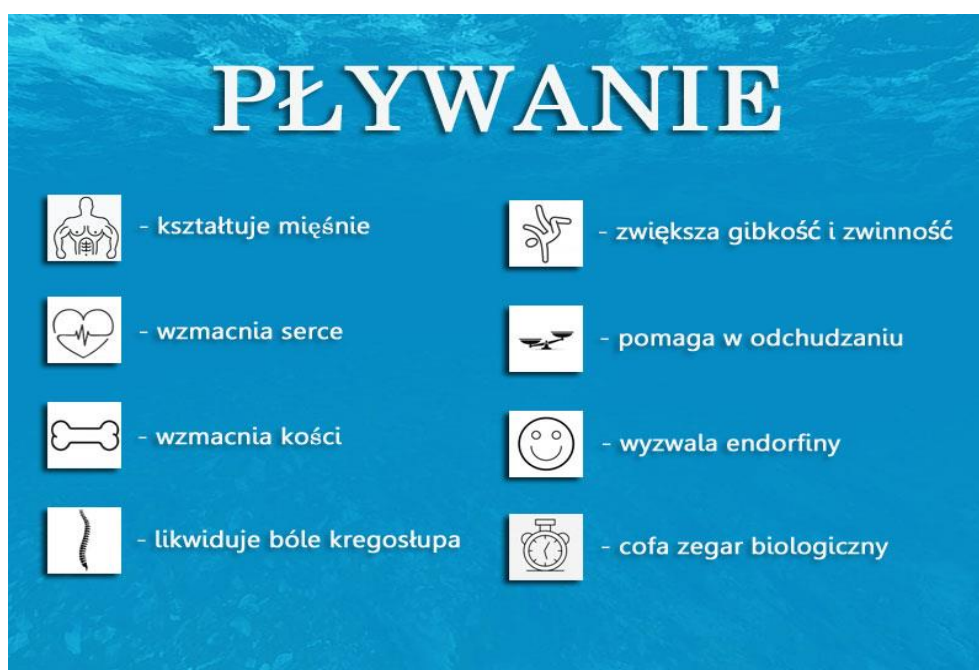 PŁYWANIE
- kształtuje mięśnie
- wzmacnia serce
- wzmacnia kości
- likwiduje bóle kregosłupa
- zwiększa gibkość i zwinność
- pomaga w odchudzaniu
- wyzwala endorfiny
- cofa zegar biologiczny